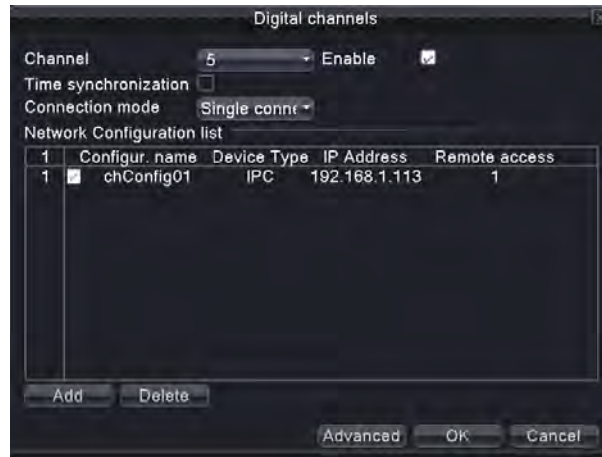 Digital channels
Channel 5 Enable
Time synchronization
Connection mode Single conne
Network Configuration list
1 Configur. name Device Type IP Address Remote access
1 chConfig01 IPC 192.168.1.113 1
Add Delete
Advanced OK Cancel